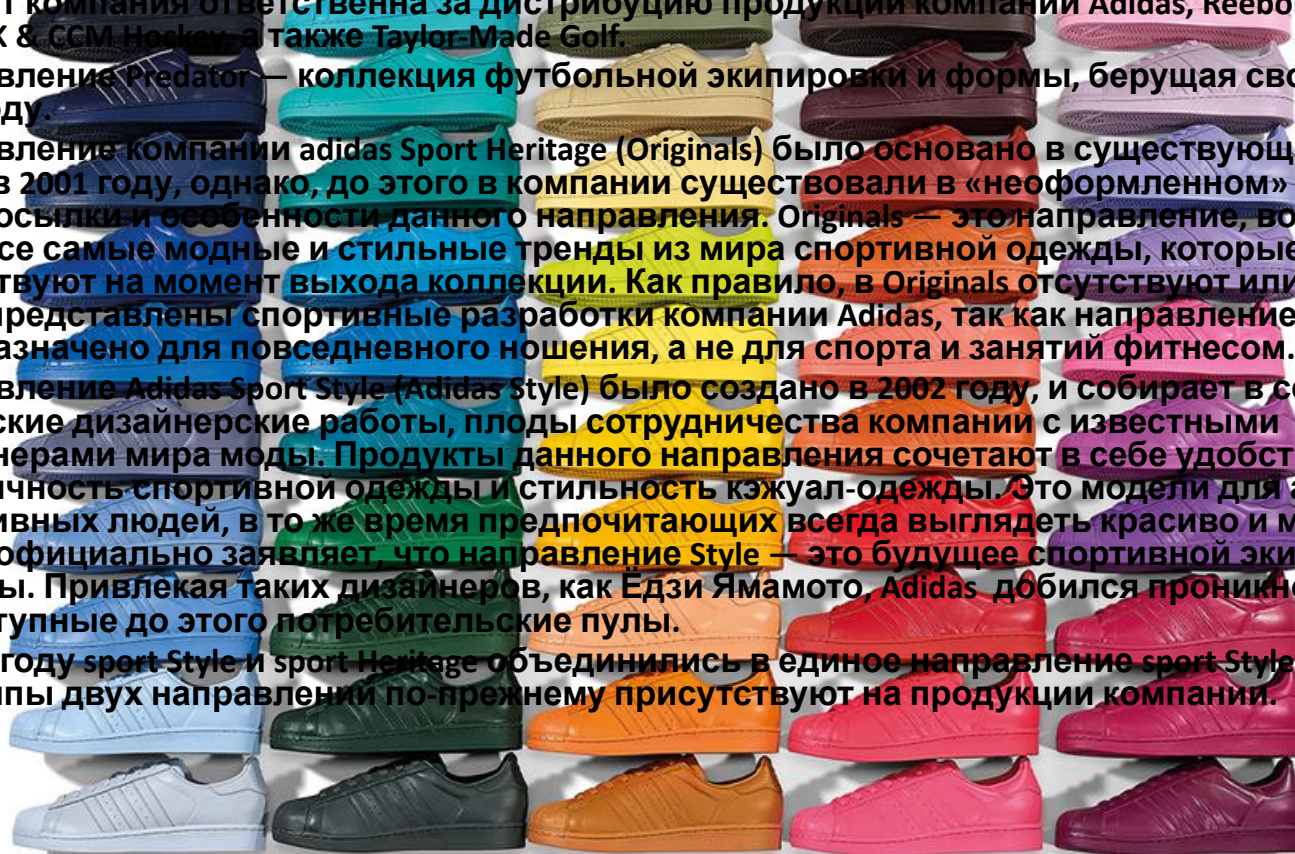 компания ответственна за дистрибуцию продукции компании Adidas, Reebo
K & CCM Hockey, а также Taylor-Made Golf.
вление Predator — коллекция футбольной экипировки и формы, берущая сво
ду.
вление компании adidas Sport Heritage (Originals) было основано в существующ
в 2001 году, однако, до этого в компании существовали в «неоформленном»
осылки и особенности данного направления. Originals — это направление, во
се самые модные и стильные тренды из мира спортивной одежды, которые
твуют на момент выхода коллекции. Как правило, в Originals отсутствуют или
представлены спортивные разработки компании Adidas, так как направление
азначено для повседневного ношения, а не для спорта и занятий фитнесом.
вление Adidas Sport Style (Adidas Style) было создано в 2002 году, и собирает в се
ские дизайнерские работы, плоды сотрудничества компании с известными
нерами мира моды. Продукты данного направления сочетают в себе удобст
ичность спортивной одежды и стильность кэжуал-одежды. Это модели для а
ивных людей, в то же время предпочитающих всегда выглядеть красиво и м
официально заявляет, что направление Style — это будущее спортивной эки
ы. Привлекая таких дизайнеров, как Ёдзи Ямамото, Adidas добился проникно
тупные до этого потребительские пулы.
году sport Style и sport Heritage объединились в единое направление sport Style
пы двух направлений по-прежнему присутствуют на продукции компании.